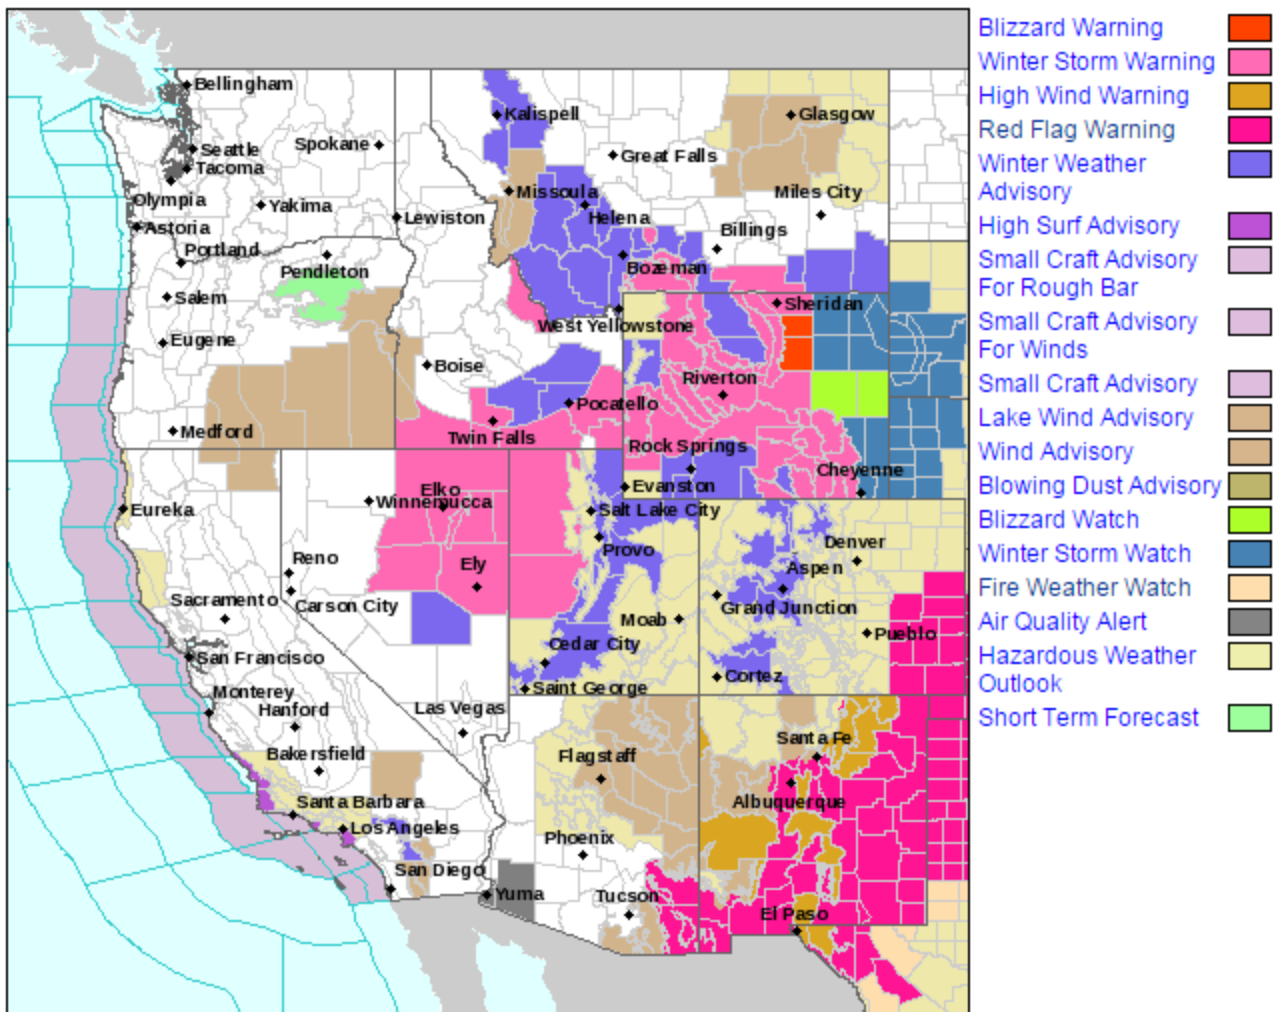 Bellingham
Kalispell
Glasgow
Spokane
Seattle
Great Falls
Tacoma
Missoula
Miles City
Olympia
Yakima
Lewiston
Helena
Astoria
Billings
Portland
Pendleton
Bozeman
Salem
Sheridan
West Yellowstone
Eugene
Boise
Riverton
Pocatello
Medford
Twin Falls
Rock Springs
Cheyenne
Elko
Evanston
Winnemucca
Eureka
Salt Lake City
Provo
Denver
Reno
Ely
Aspen
Sacramento
Carson City
Grand Junction
Moab
Pueblo
Cedar City
San Francisco
Cortez
Saint George
Monterey
Hanford
Las Vegas
Santa Fe
Bakersfield
Flagstaff
Santa Barbara
Albuquerque
Los Angeles
Phoenix
San Diego
Yuma
Tucson
El Paso
Blizzard Warning
Winter Storm Warning
High Wind Warning
Red Flag Warning
Winter Weather
Advisory
High Surf Advisory
Small Craft Advisory
For Rough Bar
Small Craft Advisory
For Winds
Small Craft Advisory
Lake Wind Advisory
Wind Advisory
Blowing Dust Advisory
Blizzard Watch
Winter Storm Watch
Fire Weather Watch
Air Quality Alert
Hazardous Weather
Outlook
Short Term Forecast